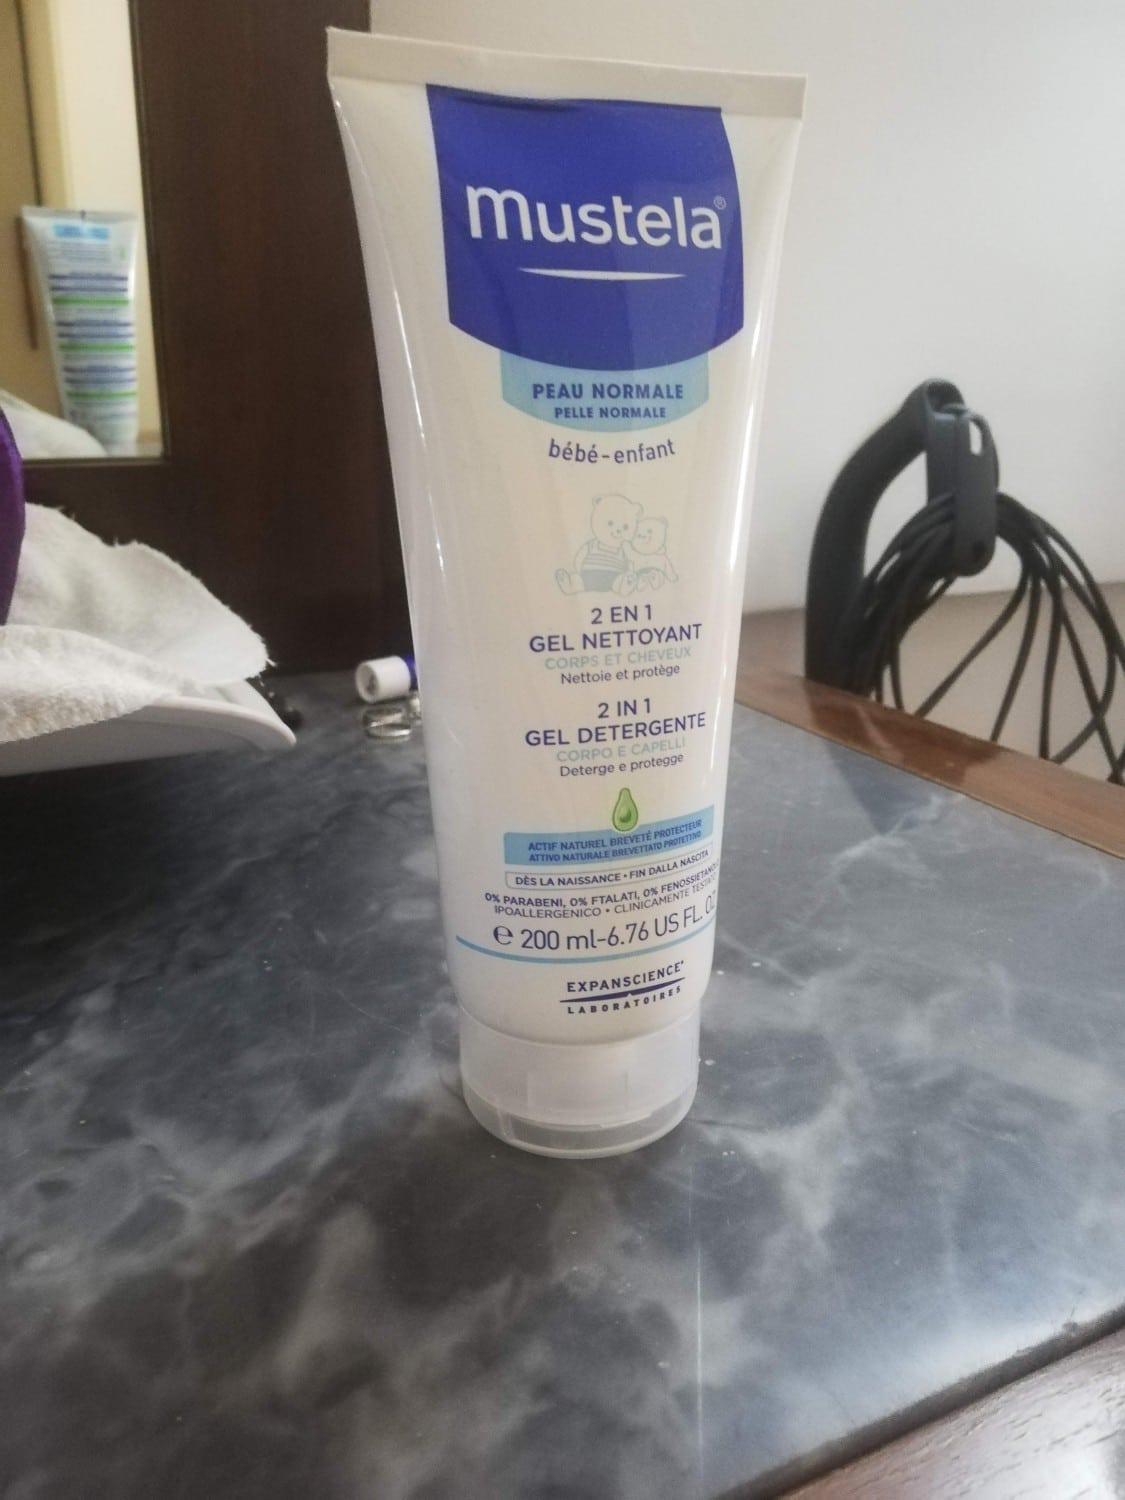 mustela®
PEAU NORMALE
PELLE NORMALE
bébé-enfant
2 EN 1
GEL NETTOYANT
CORPS ET CHEVEUX
Nettoie et protège
2 IN 1
GEL DETERGENTE
CORPO E CAPELLI
Deterge e protegge
ACTIF NATUREL BREVETÉ PROTECTEUR
ATTIVO NATURALE BREVETTATO PROTETTIVO
DÈS LA NAISSANCE • FIN DALLA NASCITA
0% PARABENI, 0% FTALATI, 0%
IPOALLERGENICO • CLINICAMENTE
e 200 ml-6.76 US FL. OZ
EXPANSCIENCE®
LABORATOIRES